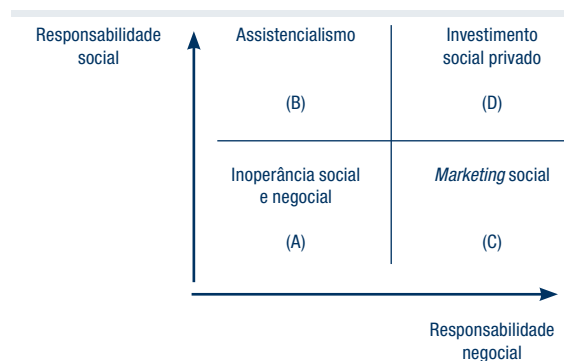 Responsabilidade
social
Assistencialismo
Investimento
social privado
(B)
(D)
Inoperância social
e negocial
Marketing social
(A)
(C)
Responsabilidade
negocial